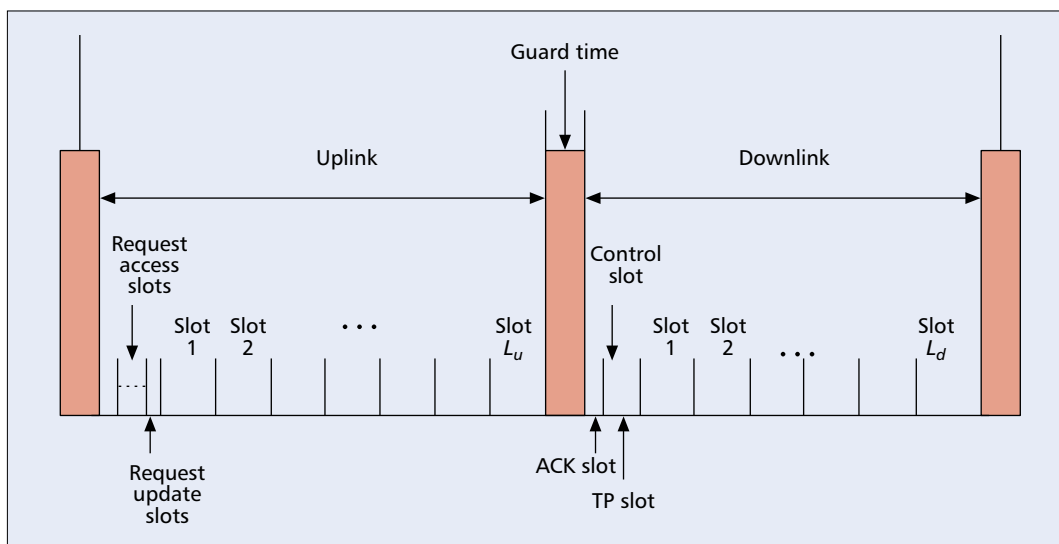 Guard time
Uplink
Downlink
Request
access
slots
Control
slot
Slot
1
Slot
2
• • •
Slot
Lu
Slot
1
Slot
2
• • •
Slot
Ld
Request
update
slots
ACK slot
TP slot